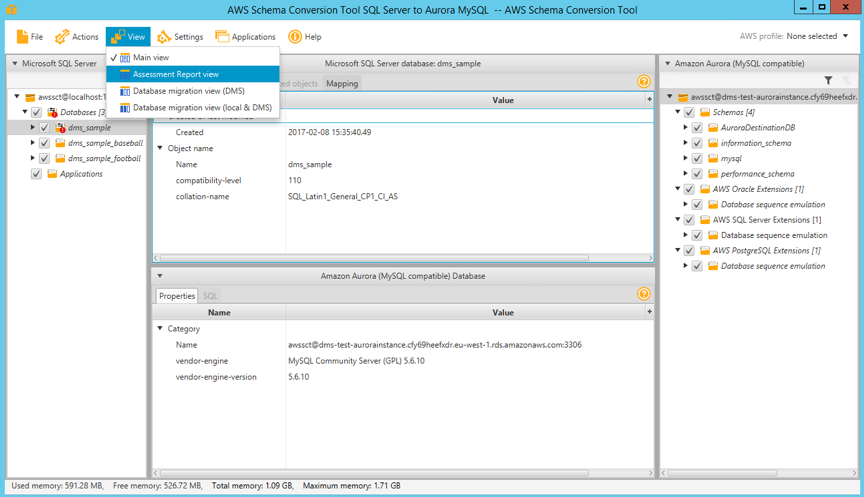 AWS Schema Conversion Tool SQL Server to Aurora MySQL -- AWS Schema Conversion Tool
File Actions View Settings Applications Help AWS profile: None selected
Main view
Assessment Report view
Database migration view (DMS)
Database migration view (local & DMS)
Microsoft SQL Server
awssct@localhost:1
Databases [3
dms_sample
dms_sample_baseball
dms_sample_football
Applications
Microsoft SQL Server database: dms_sample
objects Mapping
Value
Created 2017-02-08 15:35:40.49
Object name
Name dms_sample
compatibility-level 110
collation-name SQL_Latin1_General_CP1_CI_AS
Amazon Aurora (MySQL compatible) Database
Properties SQL
Name Value
Category
Name awssct@dms-test-aurorainstance.cfy69heefxdr.eu-west-1.rds.amazonaws.com:3306
vendor-engine MySQL Community Server (GPL) 5.6.10
vendor-engine-version 5.6.10
Amazon Aurora (MySQL compatible)
awssct@dms-test-aurorainstance.cfy69heefxdr.
Schemas [4]
AuroraDestinationDB
information_schema
mysql
performance_schema
AWS Oracle Extensions [1]
Database sequence emulation
AWS SQL Server Extensions [1]
Database sequence emulation
AWS PostgreSQL Extensions [1]
Database sequence emulation
Used memory: 591.28 MB, Free memory: 526.72 MB, Total memory: 1.09 GB, Maximum memory: 1.71 GB